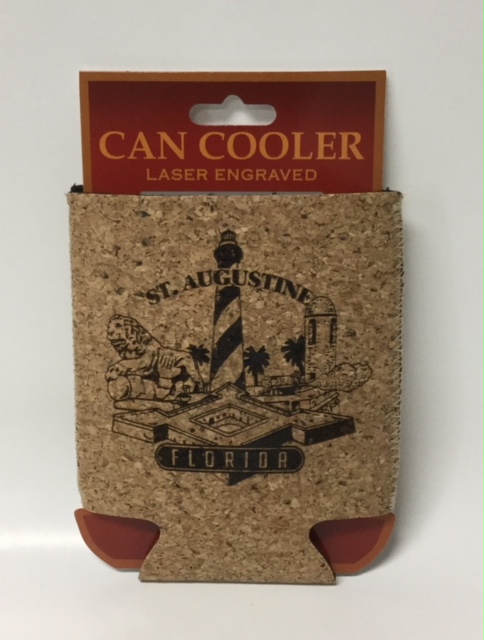 CAN COOLER
LASER ENGRAVED
ST. AUGUSTINE
FLORIDA